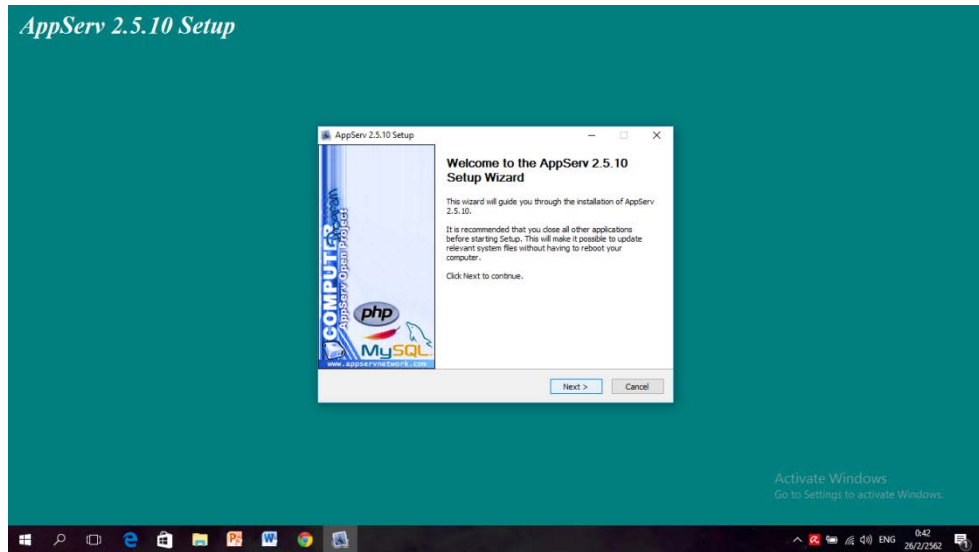 AppServ 2.5.10 Setup
AppServ 2.5.10 Setup
Welcome to the AppServ 2.5.10
Setup Wizard
This wizard will guide you through the installation of AppServ
2.5.10.
It is recommended that you close all other applications
before starting Setup. This will make it possible to update
relevant system files without having to reboot your
computer.
Click Next to continue.
COMPUTER
Program
AppServ Open Project
php
MySQL
www.appservnetwork.com
Next >
Cancel
Activate Windows
Go to Settings to activate Windows.
ENG
0:42
26/2/2562